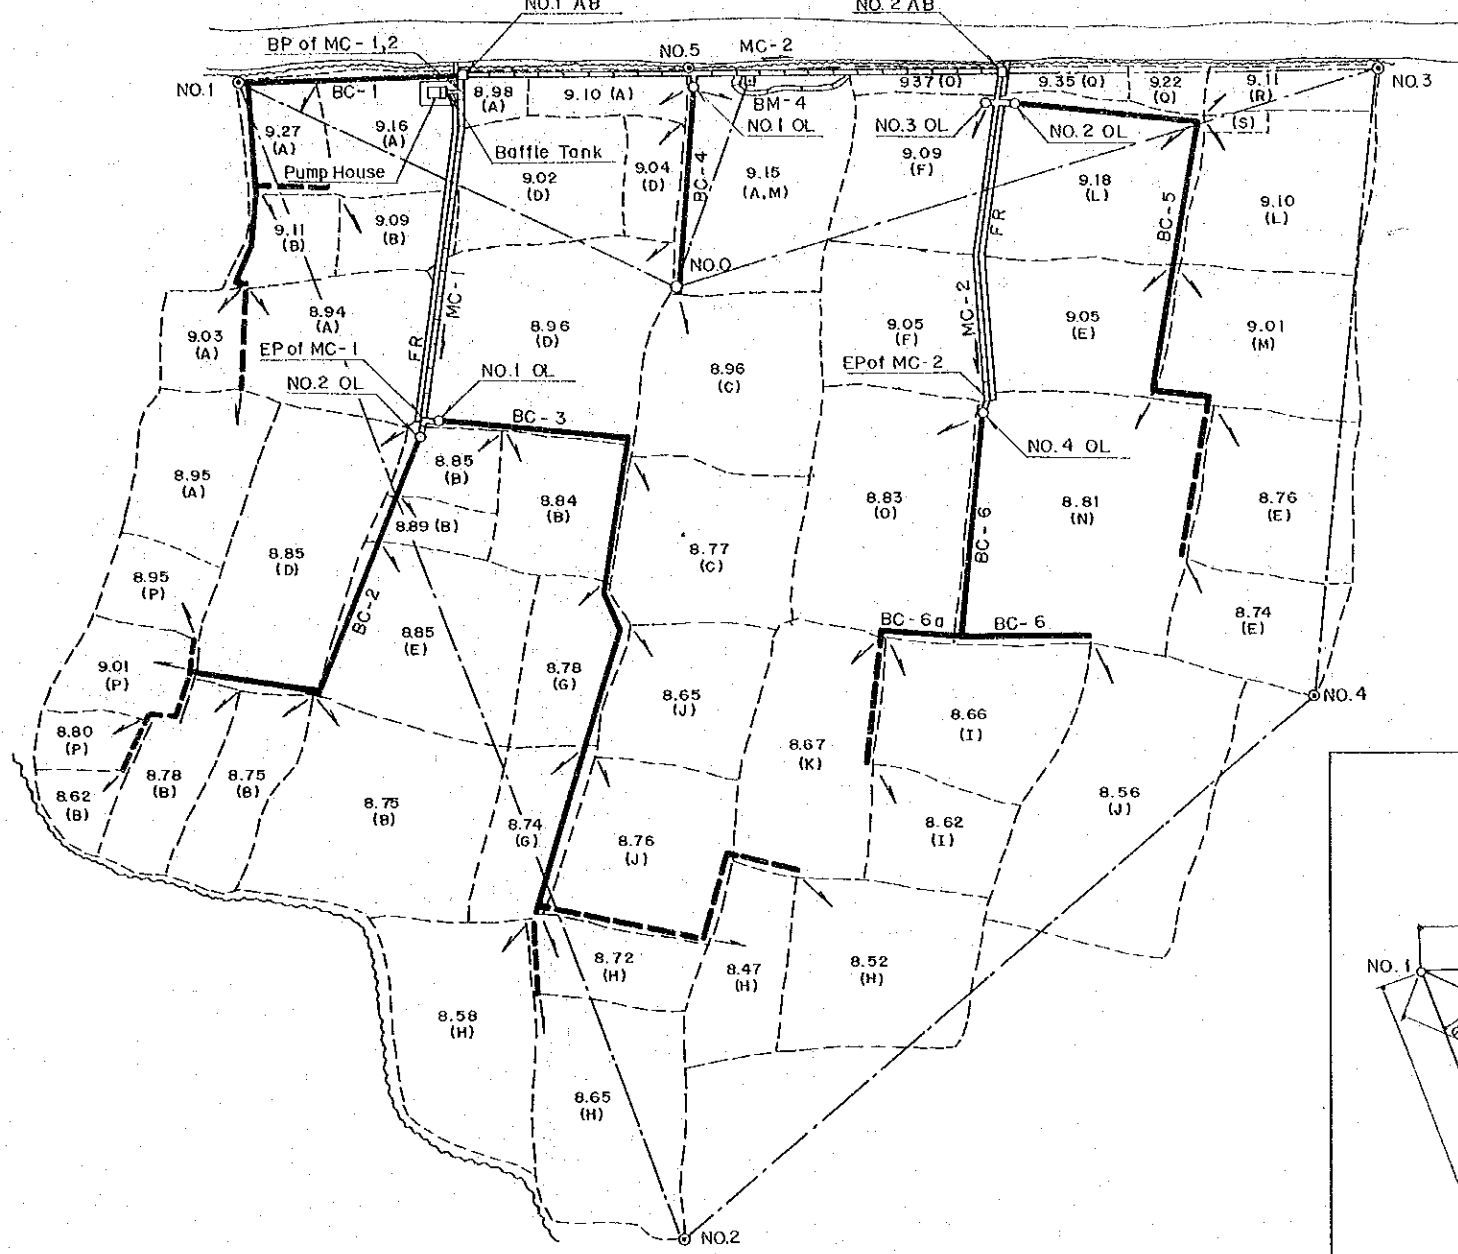 NO.1 AB
NO.2 AB
BP of MC-1,2
NO.5
MC-2
NO.1
BC-1
8.98
(A)
9.10 (A)
BM-4
9.37 (O)
9.35 (Q)
9.22
(Q)
9.11
(R)
NO.3
NO.1 OL
NO.3 OL
NO.2 OL
(S)
9.27
(A)
9.16
(A)
Pump House
Baffle Tank
9.02
(D)
9.04
(D)
BC-4
9.15
(A,M)
9.09
(F)
9.18
(L)
BC-5
9.10
(L)
9.11
(B)
9.09
(B)
FR
NO.0
9.03
(A)
8.94
(A)
MC-
FR
8.96
(D)
8.96
(C)
9.05
(F)
MC-2
9.05
(E)
9.01
(M)
EP of MC-1
NO.2 OL
NO.1 OL
EP of MC-2
BC-3
NO.4 OL
8.95
(A)
8.85
(B)
8.84
(B)
8.89 (B)
8.83
(O)
8.81
(N)
8.76
(E)
8.85
(D)
8.77
(C)
BC-6
8.95
(P)
BC-2
8.85
(E)
8.78
(G)
BC-6a
BC-6
8.74
(E)
9.01
(P)
8.65
(J)
8.66
(I)
NO.4
8.80
(P)
8.67
(K)
8.62
(B)
8.78
(B)
8.75
(B)
8.75
(B)
8.74
(G)
8.76
(J)
8.62
(I)
8.56
(J)
8.72
(H)
8.47
(H)
8.52
(H)
NO.1
8.58
(H)
8.65
(H)
NO.2